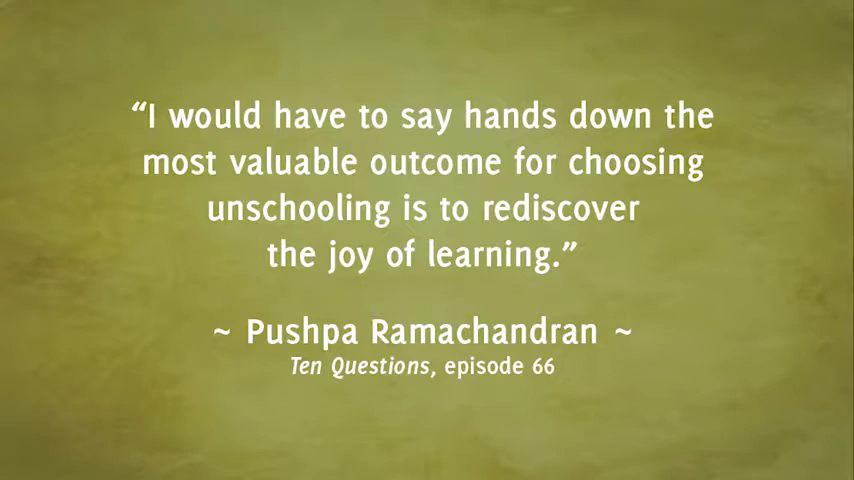 “I would have to say hands down the
most valuable outcome for choosing
unschooling is to rediscover
the joy of learning.”
~ Pushpa Ramachandran ~
Ten Questions, episode 66